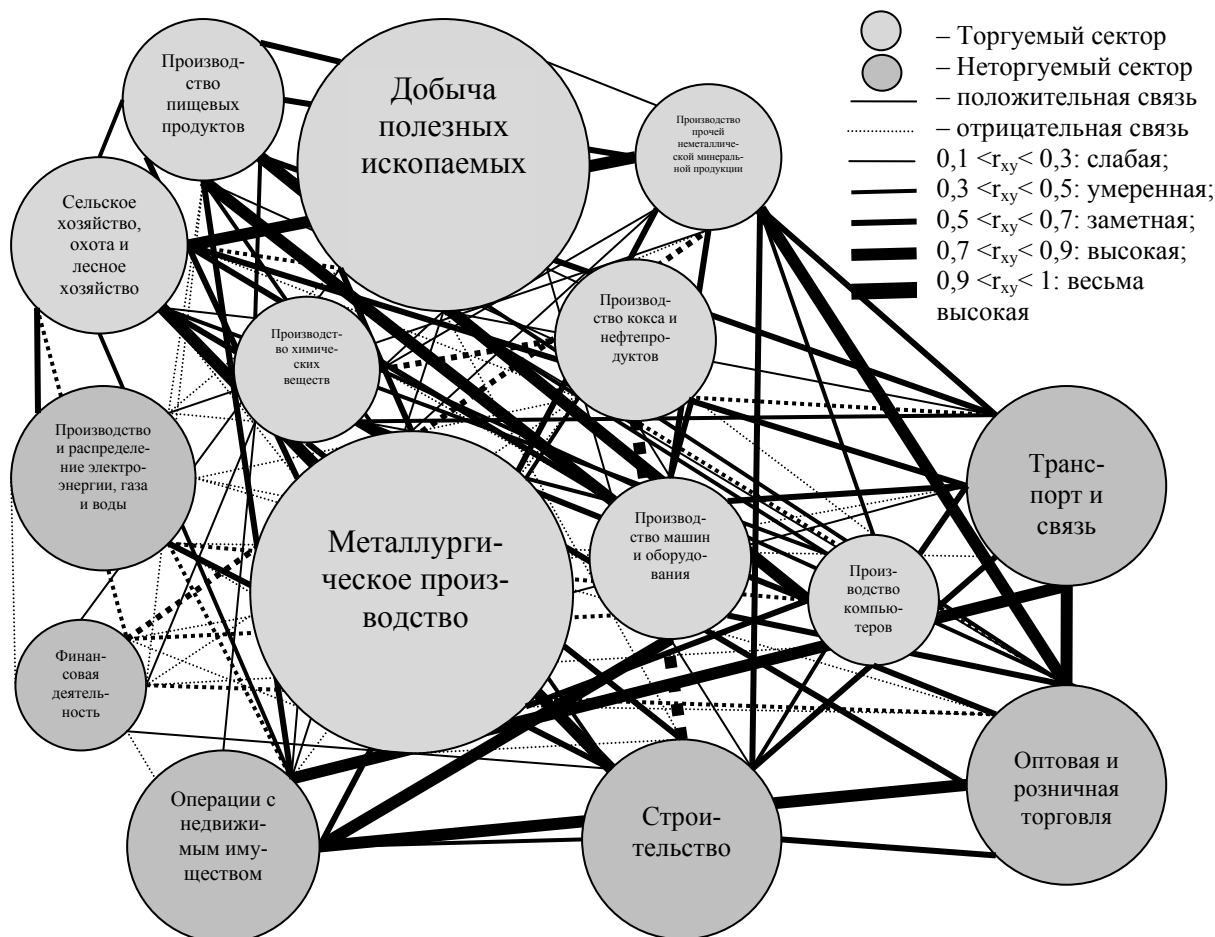 Производ-
ство
пищевых
продуктов
Добыча
полезных
ископаемых
Производство
прочей
неметалличе-
ской минераль-
ной продукции
– Торгуемый сектор
– Неторгуемый сектор
– положительная связь
– отрицательная связь
0,1 <rxy< 0,3: слабая;
0,3 <rxy< 0,5: умеренная;
0,5 <rxy< 0,7: заметная;
0,7 <rxy< 0,9: высокая;
0,9 <rxy< 1: весьма
высокая
Сельское
хозяйство,
охота и
лесное
хозяйство
Производст-
во химиче-
ских
веществ
Производ-
ство кокса и
нефтепро-
дуктов
Производство
и распределе-
ние электро-
энергии, газа
и воды
Металлурги-
ческое произ-
водство
Производ-
ство машин
и оборудо-
вания
Произ-
водство
компью-
теров
Транс-
порт и
связь
Финан-
совая
деятель-
ность
Операции с
недвижи-
мым иму-
ществом
Строи-
тельство
Оптовая и
розничная
торговля